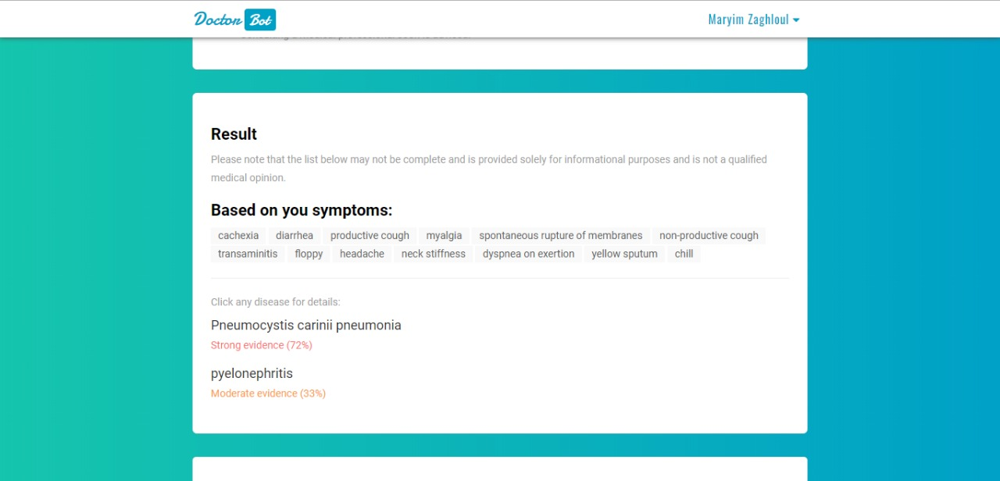 Doctor Bot
Maryim Zaghloul
Result
Please note that the list below may not be complete and is provided solely for informational purposes and is not a qualified
medical opinion.
Based on you symptoms:
cachexia diarrhea productive cough myalgia spontaneous rupture of membranes non-productive cough
transaminitis floppy headache neck stiffness dyspnea on exertion yellow sputum chill
Click any disease for details:
Pneumocystis carinii pneumonia
Strong evidence (72%)
pyelonephritis
Moderate evidence (33%)